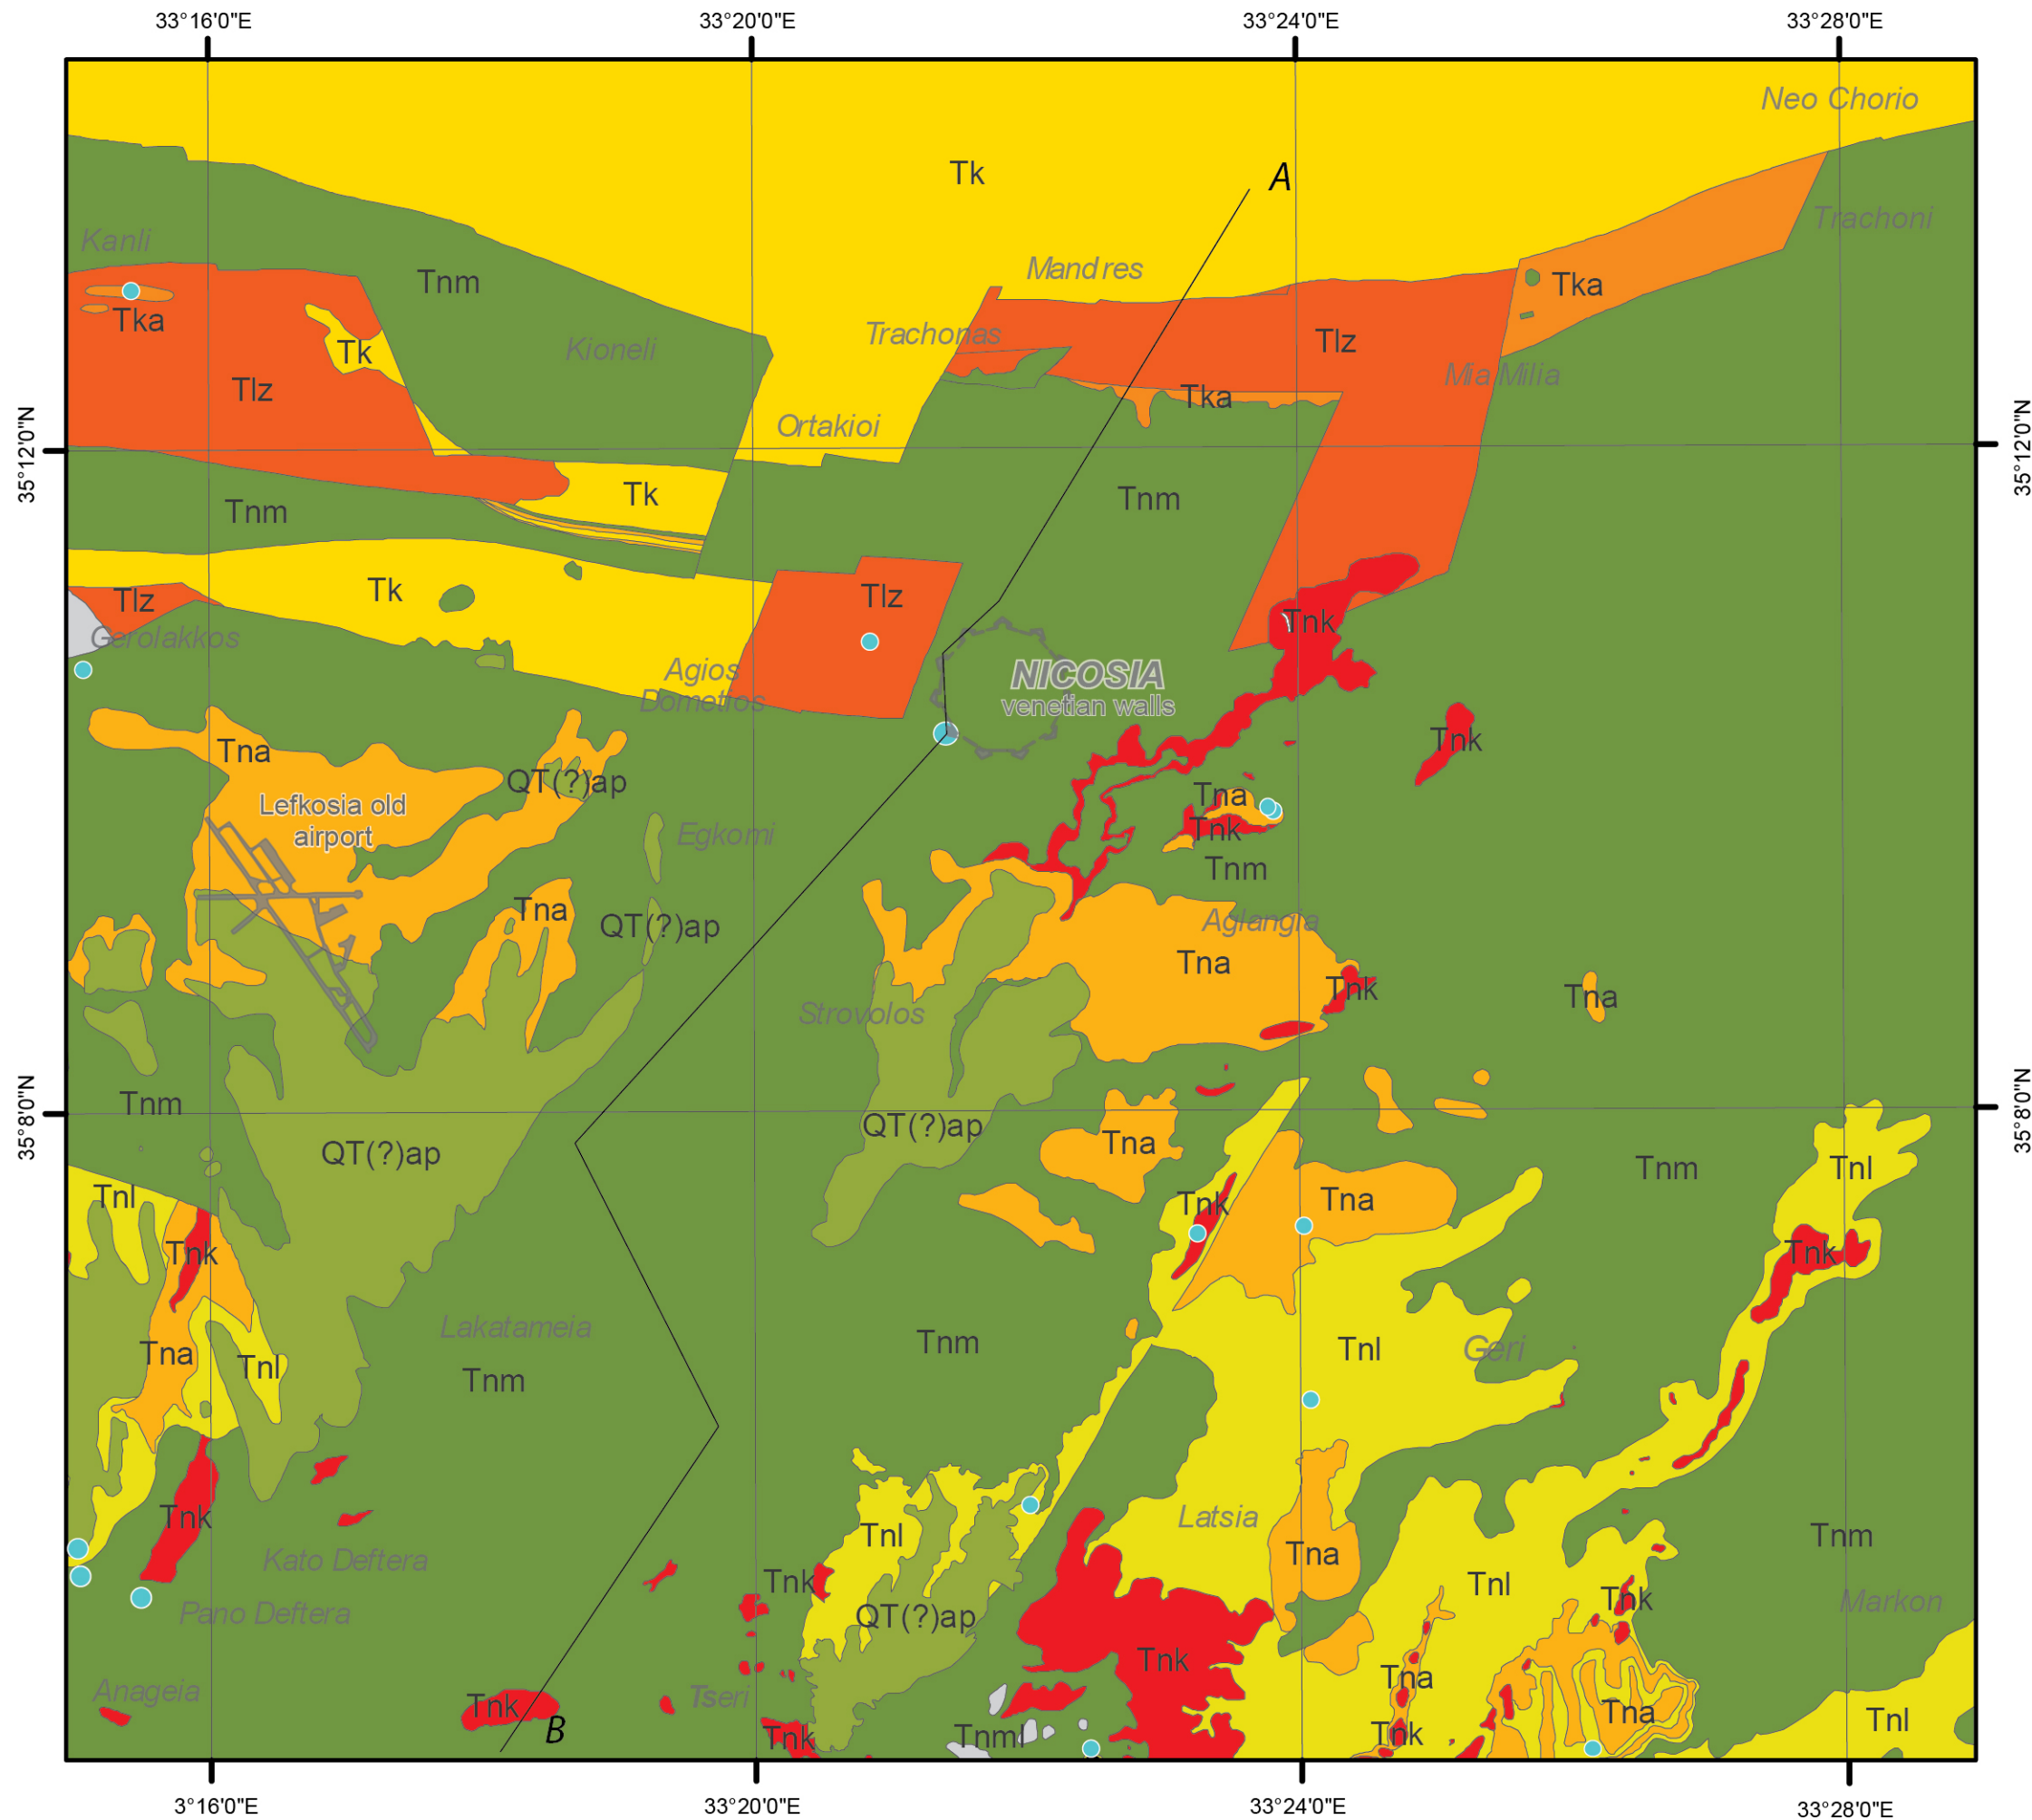 33°16'0"E
33°20'0"E
33°24'0"E
33°28'0"E
Neo Chorio
Tk
A
Trachoni
Kanli
Mandres
Tnm
Tka
Tka
Trachonas
Tlz
Kioneli
Tk
Mia Milia
Tlz
Tka
Ortakioi
35°12'0"N
35°12'0"N
Tk
Tnm
Tnm
Tk
Tlz
Tlz
Tnk
Gerolakkos
Agios
Dometios
NICOSIA
venetian walls
Tna
Tnk
QT(?)ap
Tna
Lefkosia old
airport
Egkomi
Tnk
Tnm
Tna
QT(?)ap
Aglangia
Tna
Tnk
Tna
Strovolos
Tnm
35°8'0"N
35°8'0"N
QT(?)ap
QT(?)ap
Tna
Tnm
Tnl
Tnl
Tnk
Tna
Tnk
Tnk
Lakatameia
Tnm
Tnl
Geri
Tna
Tnl
Tnm
Tnk
Latsia
Tnl
Tnm
Kato Deftera
Tna
Tnk
Tnl
Tnk
Markon
Pano Deftera
QT(?)ap
Tnk
Tna
Anageia
Tseri
Tnk
Tna
Tnl
B
Tnk
Tnml
Tnk
3°16'0"E
33°20'0"E
33°24'0"E
33°28'0"E